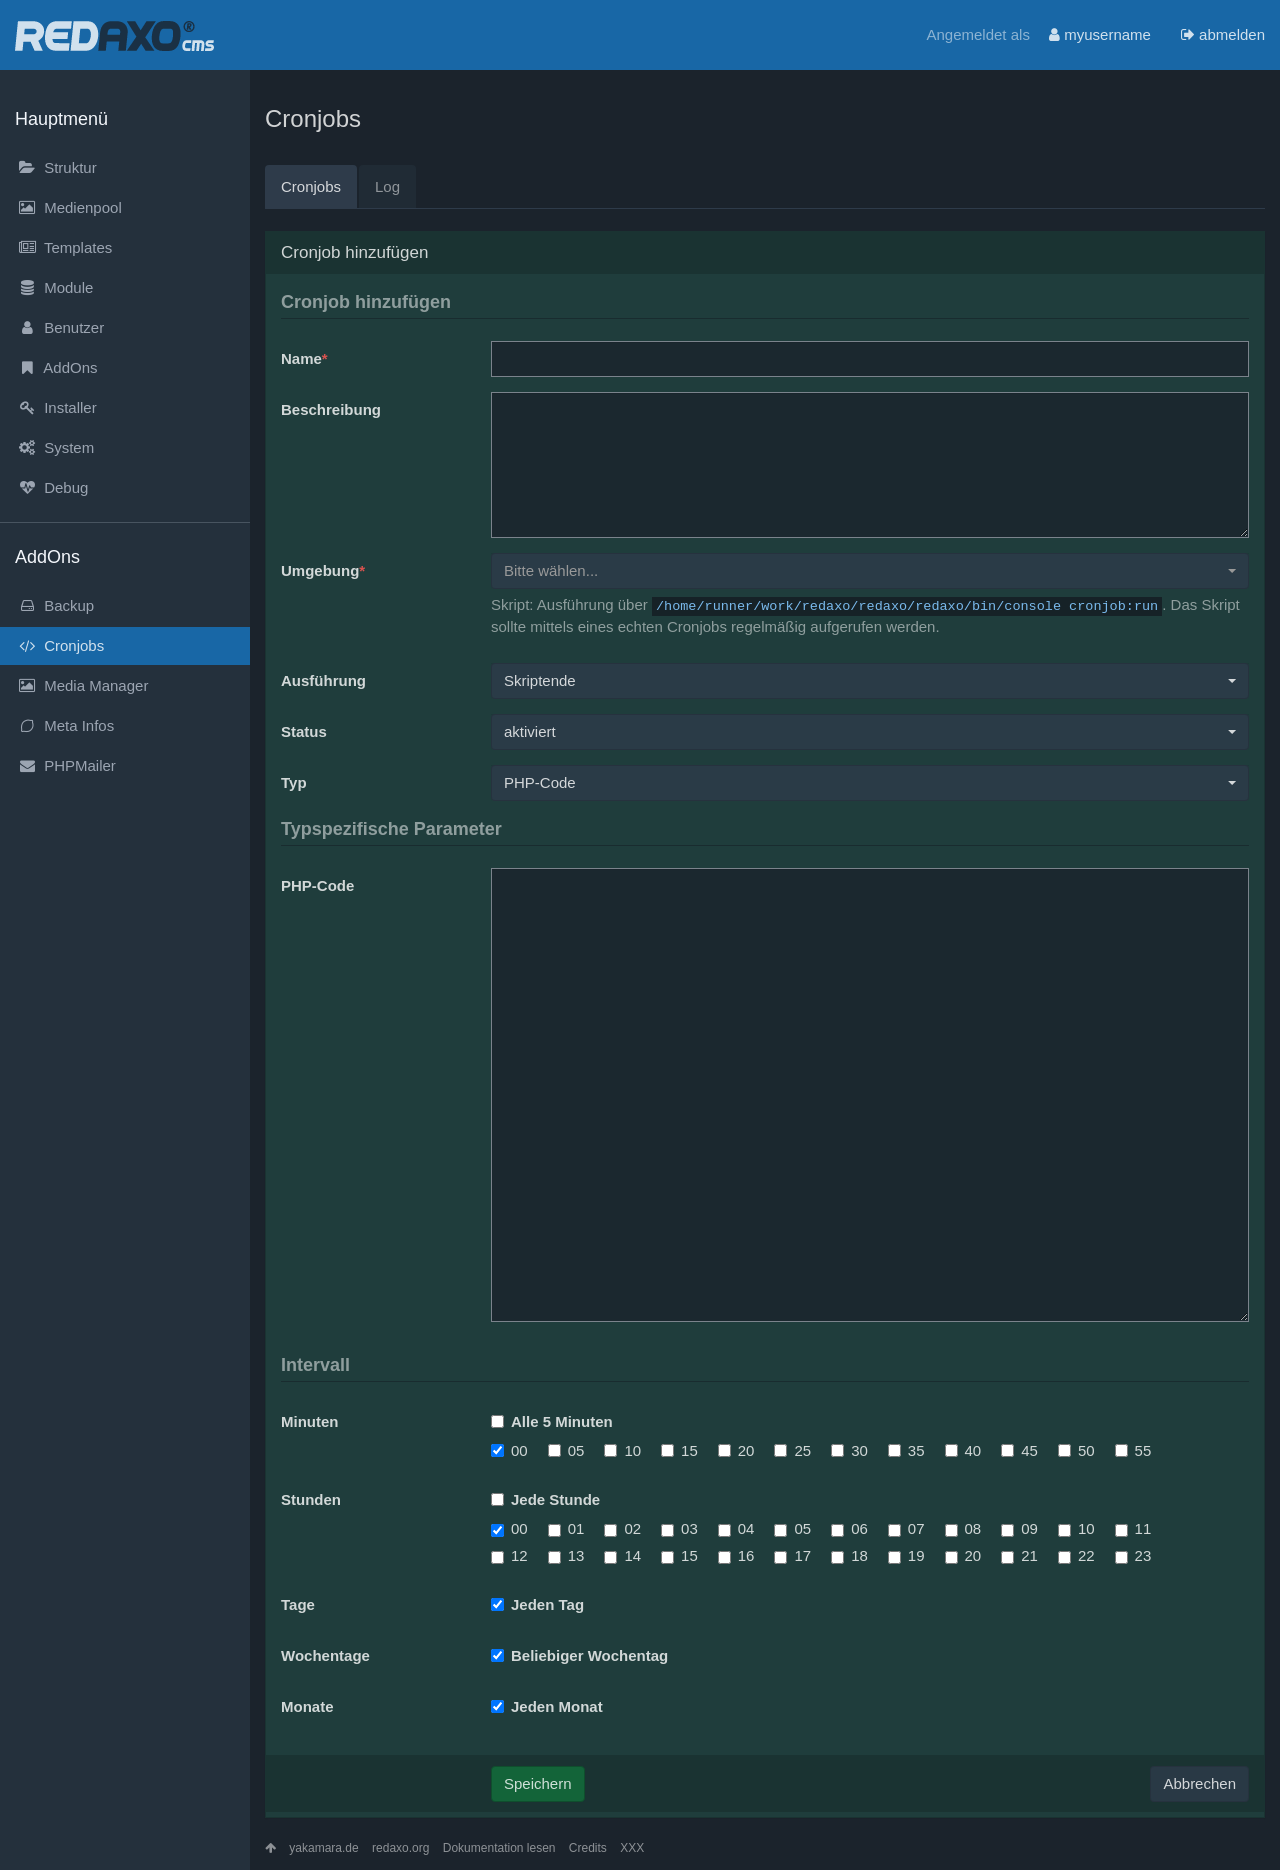 REDAXO® cms
Angemeldet als myusername abmelden
Hauptmenü
Struktur
Medienpool
Templates
Module
Benutzer
AddOns
Installer
System
Debug
AddOns
Backup
Cronjobs
Media Manager
Meta Infos
PHPMailer
Cronjobs
Cronjobs Log
Cronjob hinzufügen
Cronjob hinzufügen
Name*
Beschreibung
Umgebung* Bitte wählen...
Skript: Ausführung über /home/runner/work/redaxo/redaxo/redaxo/bin/console cronjob:run. Das Skript
sollte mittels eines echten Cronjobs regelmäßig aufgerufen werden.
Ausführung Skriptende
Status aktiviert
Typ PHP-Code
Typspezifische Parameter
PHP-Code
Intervall
Minuten Alle 5 Minuten
00 05 10 15 20 25 30 35 40 45 50 55
Stunden Jede Stunde
00 01 02 03 04 05 06 07 08 09 10 11
12 13 14 15 16 17 18 19 20 21 22 23
Tage Jeden Tag
Wochentage Beliebiger Wochentag
Monate Jeden Monat
Speichern Abbrechen
yakamara.de redaxo.org Dokumentation lesen Credits XXX